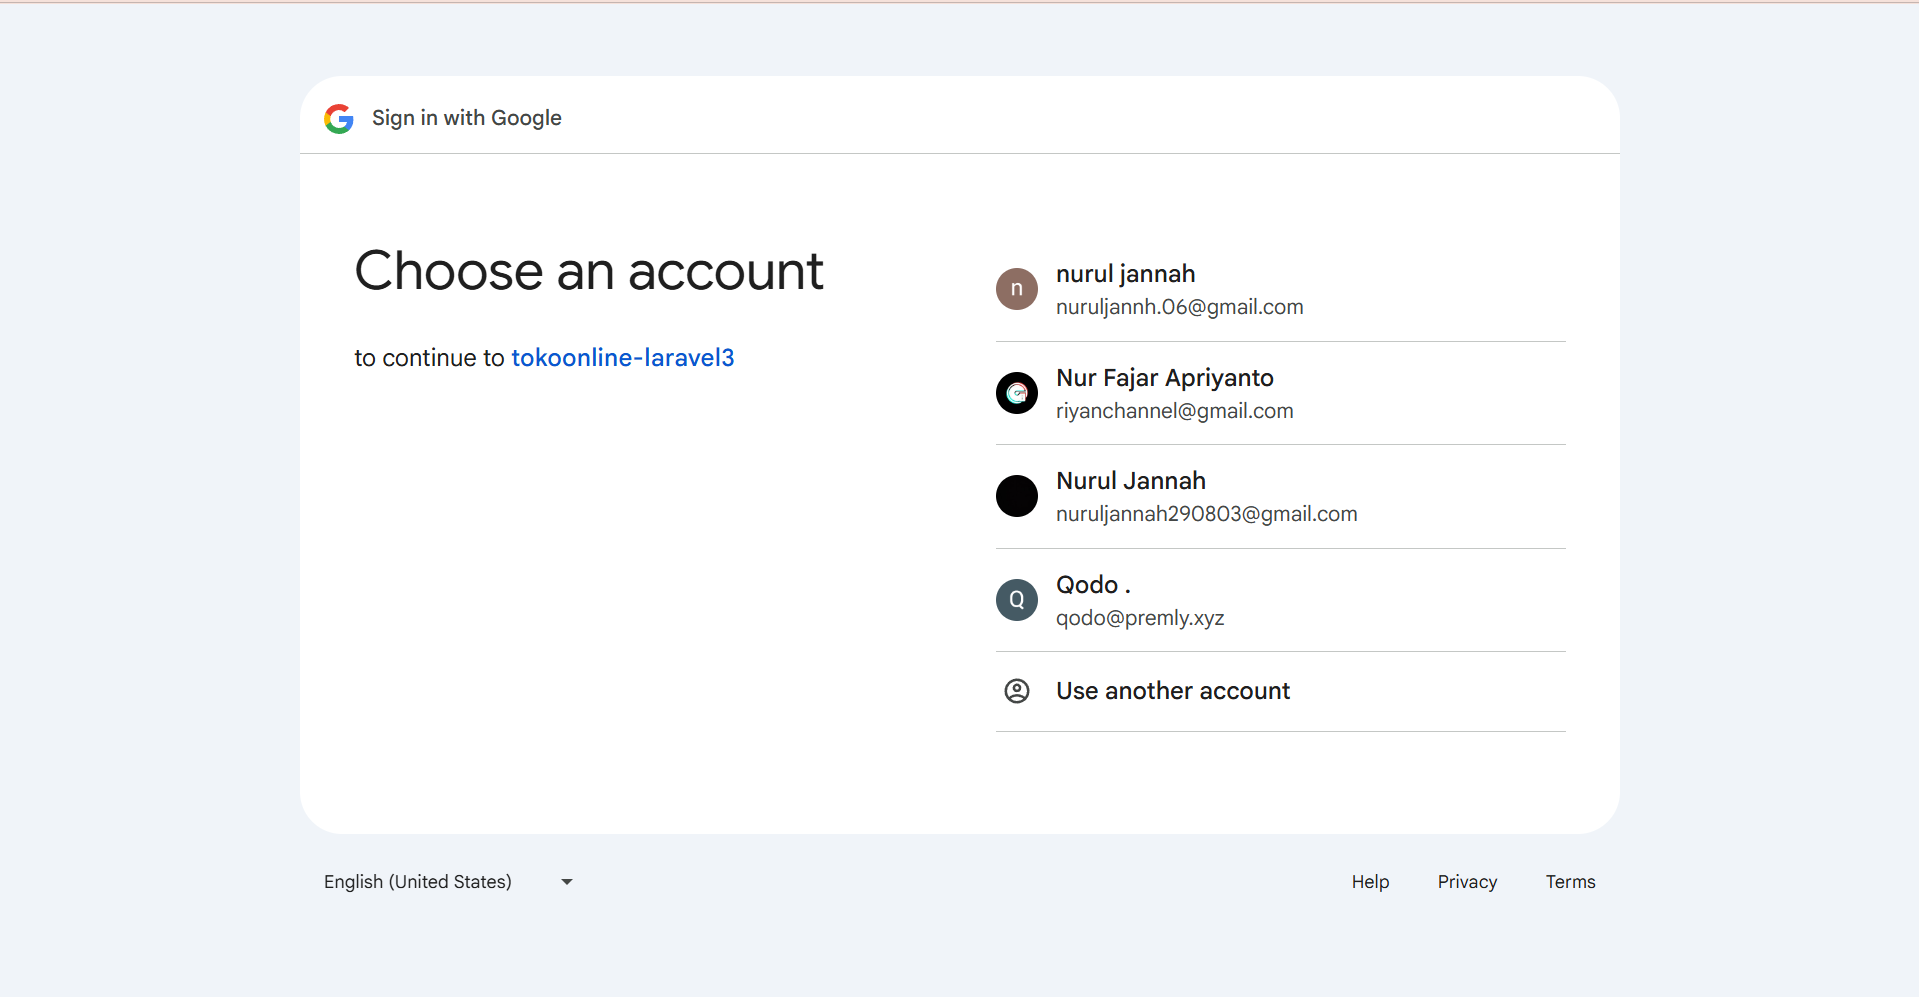 Sign in with Google
Choose an account
to continue to tokoonline-laravel3
n
nurul jannah
nuruljannh.06@gmail.com
Nur Fajar Apriyanto
riyanchannel@gmail.com
Nurul Jannah
nuruljannah290803@gmail.com
Q
Qodo .
qodo@premly.xyz
Use another account
English (United States)
Help Privacy Terms